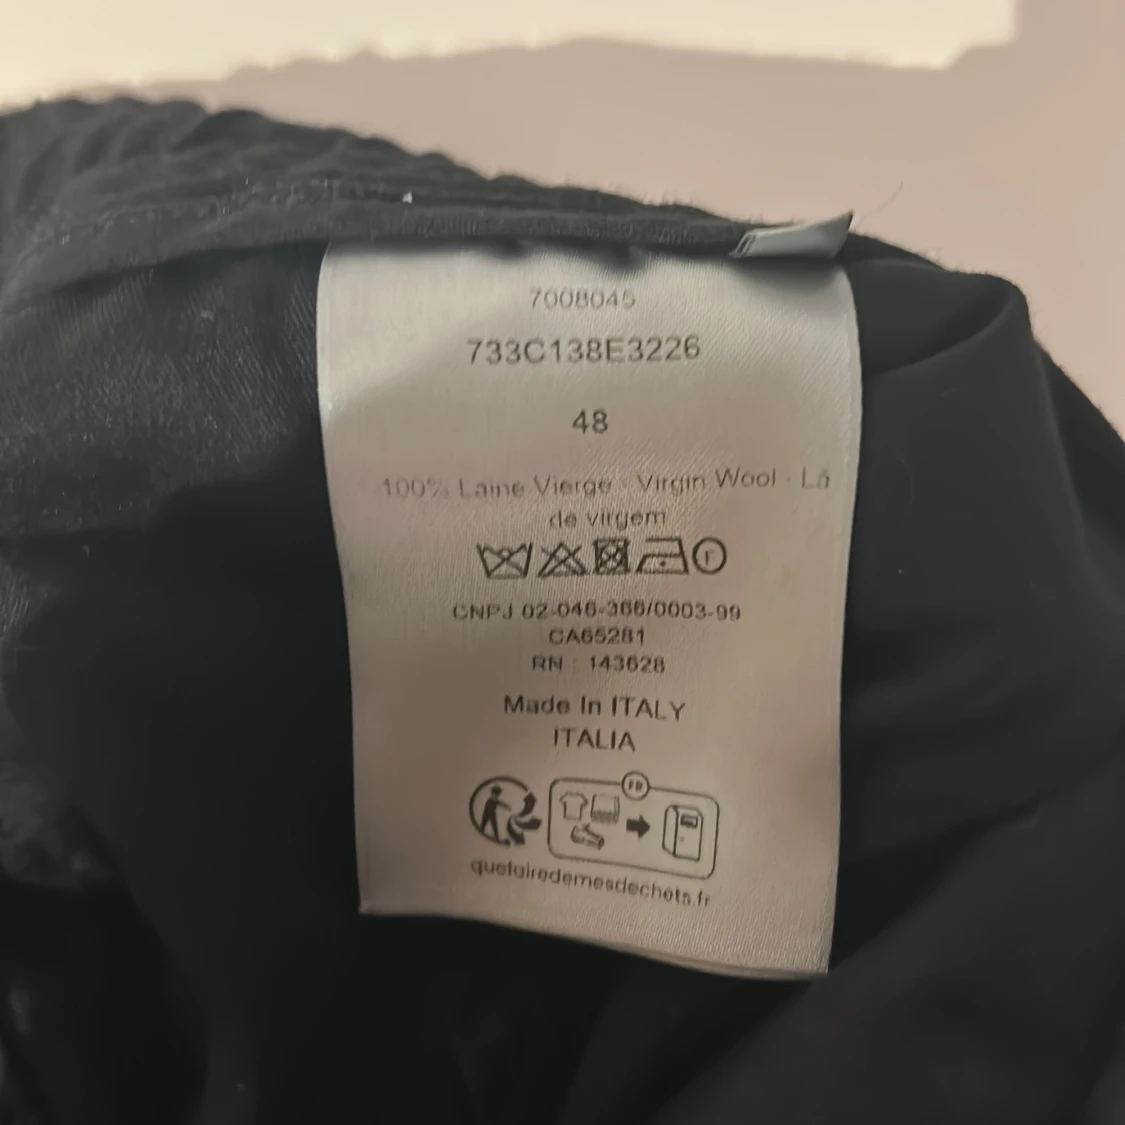 7008045
733C138E3226
48
100% Laine Vierge - Virgin Wool - Lã
de virgem
F
CNPJ 02-046-366/0003-99
CA65281
RN : 143628
Made In ITALY
ITALIA
FR
quefairedemesdechets.fr